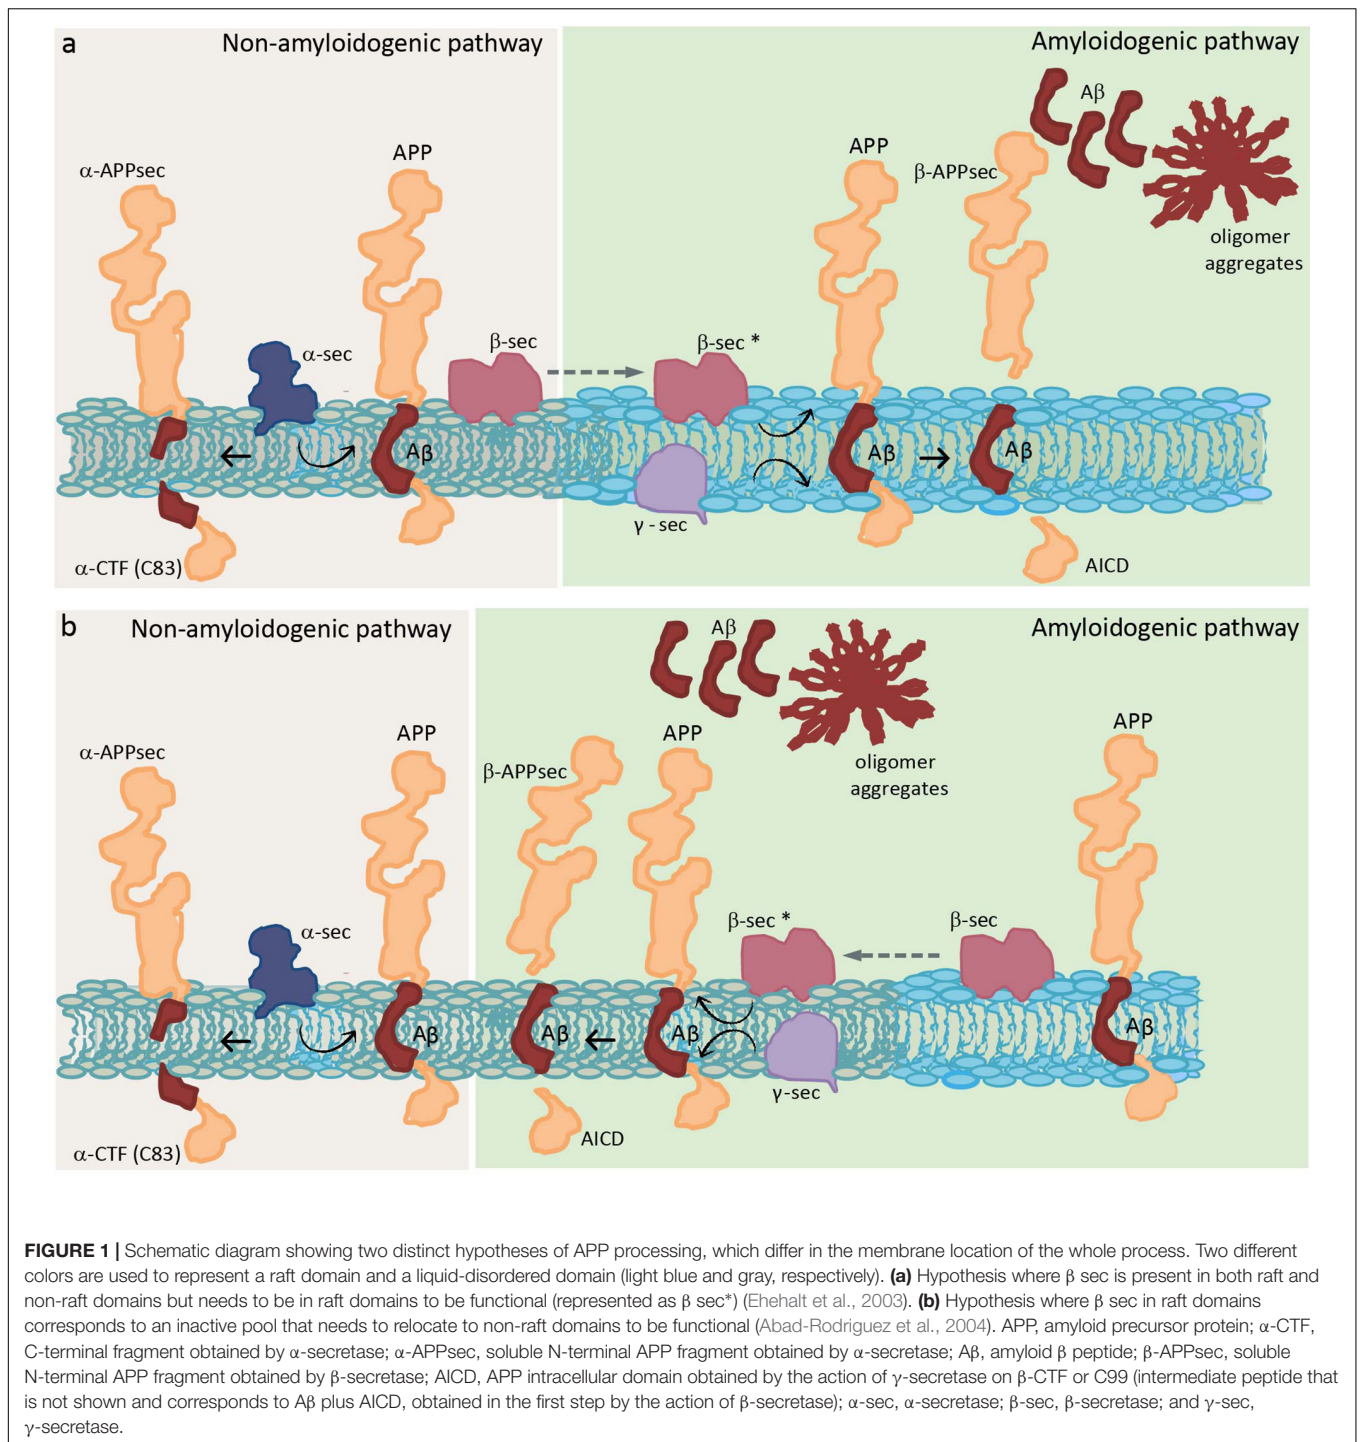 a
Non-amyloidogenic pathway
Amyloidogenic pathway
Aβ
α-APPsec
APP
APP
β-APPsec
oligomer
aggregates
α-sec
β-sec
β-sec *
Aβ
Aβ
Aβ
γ - sec
α-CTF (C83)
AICD
b
Non-amyloidogenic pathway
Aβ
Amyloidogenic pathway
α-APPsec
APP
β-APPsec
APP
oligomer
aggregates
APP
α-sec
β-sec *
β-sec
Aβ
Aβ
Aβ
Aβ
γ-sec
α-CTF (C83)
AICD
FIGURE 1 | Schematic diagram showing two distinct hypotheses of APP processing, which differ in the membrane location of the whole process. Two different
colors are used to represent a raft domain and a liquid-disordered domain (light blue and gray, respectively). (a) Hypothesis where β sec is present in both raft and
non-raft domains but needs to be in raft domains to be functional (represented as β sec*) (Ehehalt et al., 2003). (b) Hypothesis where β sec in raft domains
corresponds to an inactive pool that needs to relocate to non-raft domains to be functional (Abad-Rodriguez et al., 2004). APP, amyloid precursor protein; α-CTF,
C-terminal fragment obtained by α-secretase; α-APPsec, soluble N-terminal APP fragment obtained by α-secretase; Aβ, amyloid β peptide; β-APPsec, soluble
N-terminal APP fragment obtained by β-secretase; AICD, APP intracellular domain obtained by the action of γ-secretase on β-CTF or C99 (intermediate peptide that
is not shown and corresponds to Aβ plus AICD, obtained in the first step by the action of β-secretase); α-sec, α-secretase; β-sec, β-secretase; and γ-sec,
γ-secretase.